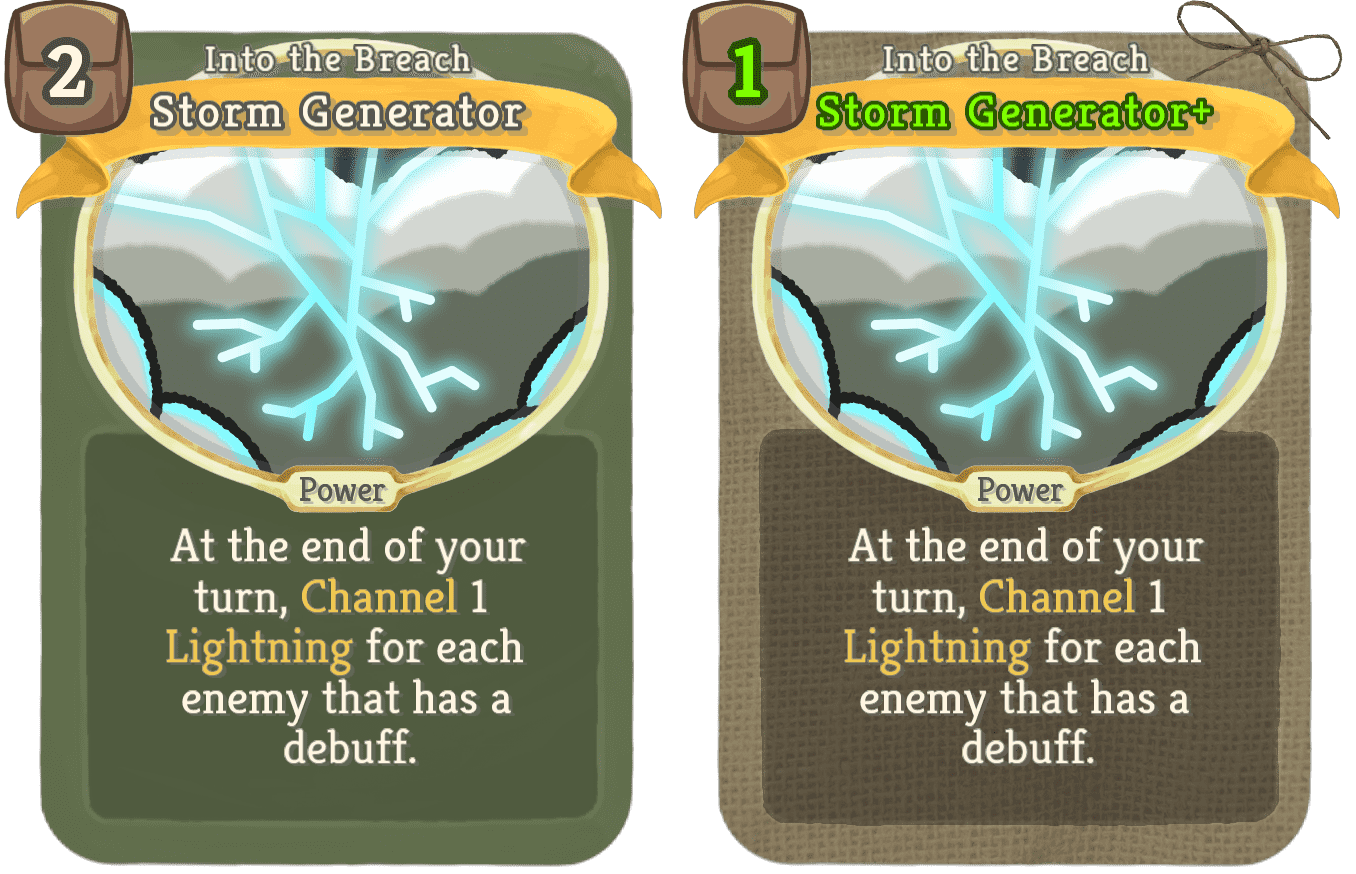 2
Into the Breach
Storm Generator
Power
At the end of your
turn, Channel 1
Lightning for each
enemy that has a
debuff.
1
Into the Breach
Storm Generator+
Power
At the end of your
turn, Channel 1
Lightning for each
enemy that has a
debuff.